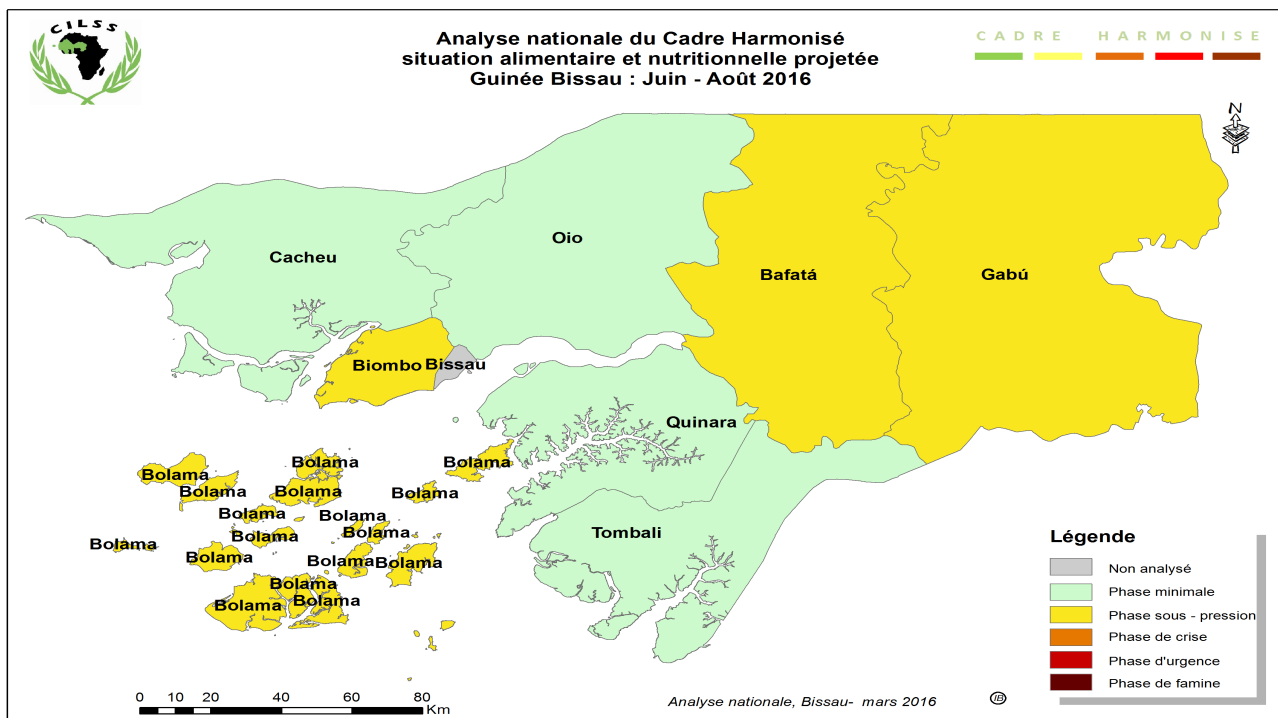 CILSS
Analyse nationale du Cadre Harmonisé
situation alimentaire et nutritionnelle projetée
Guinée Bissau : Juin - Août 2016
CADRE HARMONISE
N
Oio
Cacheu
Bafatá
Gabú
Biombo
Bissau
Quinara
Bolama
Bolama
Bolama
Bolama
Bolama
Bolama
Bolama
Bolama
Bolama
Bolama
Tombali
Bolama
Bolama
Bolama
Bolama
Bolama
Bolama
Bolama
Légende
Non analysé
Phase minimale
Phase sous - pression
Phase de crise
Phase d'urgence
Phase de famine
0 10 20 40 60 80
Km
Analyse nationale, Bissau- mars 2016
IB